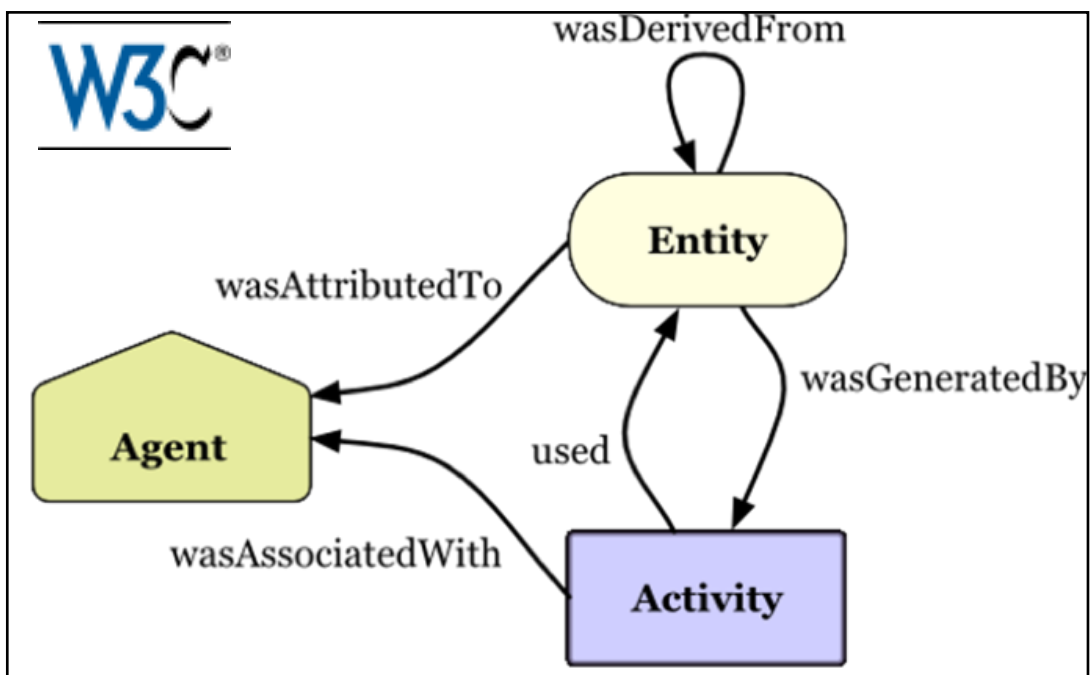 W3C®
wasDerivedFrom
Entity
wasAttributedTo
wasGeneratedBy
Agent
used
wasAssociatedWith
Activity